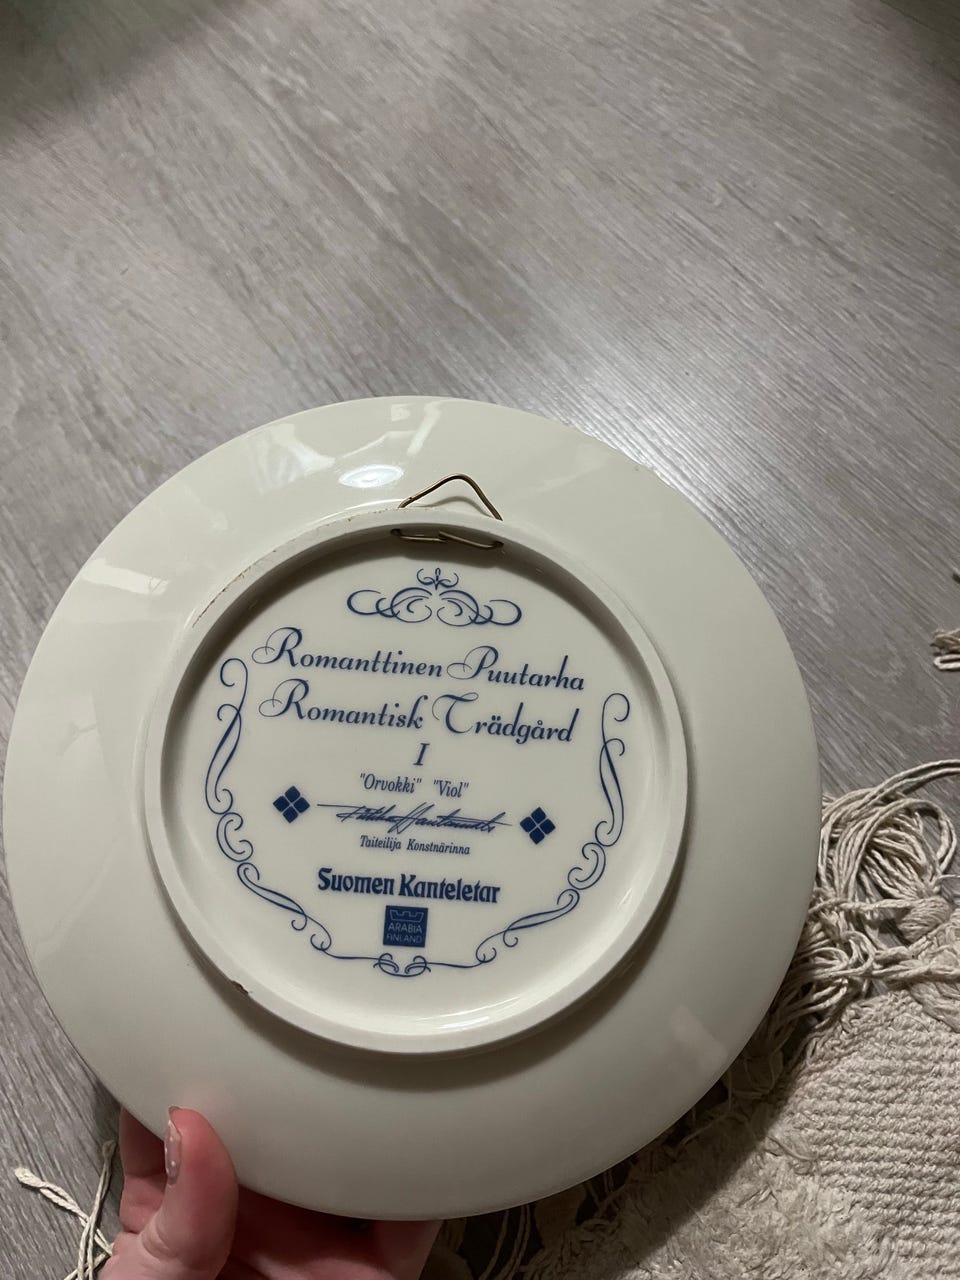 Romanttinen Puutarha
Romantisk Trädgård
I
"Orvokki" "Viol"
Taiteilija Konstnärinna
Suomen Kanteletar
ARABIA
FINLAND